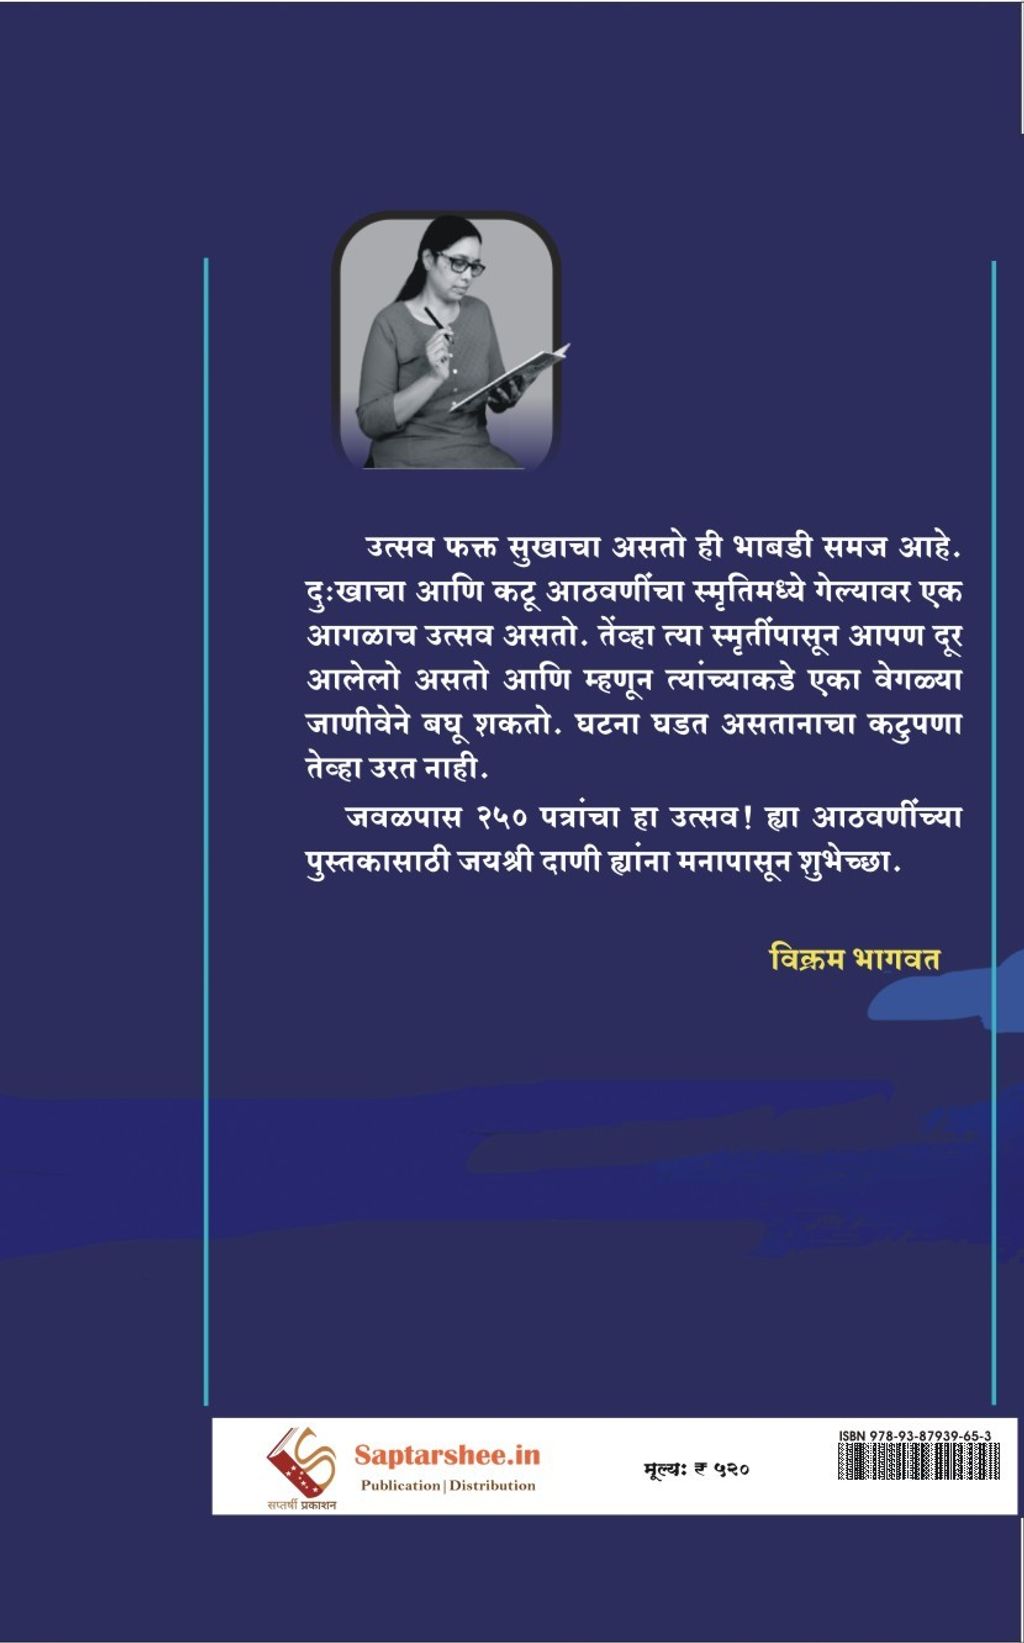 उत्सव फक्त सुखाचा असतो ही भाबडी समज आहे.
दुःखाचा आणि कटू आठवणींचा स्मृतिमध्ये गेल्यावर एक
आगळाच उत्सव असतो. तेंव्हा त्या स्मृतींपासून आपण दूर
आलेलो असतो आणि म्हणून त्यांच्याकडे एका वेगळ्या
जाणीवेने बघू शकतो. घटना घडत असतानाचा कटुपणा
तेव्हा उरत नाही.
जवळपास २५० पत्रांचा हा उत्सव! ह्या आठवणींच्या
पुस्तकासाठी जयश्री दाणी ह्यांना मनापासून शुभेच्छा.
विक्रम भागवत
सप्तर्षी प्रकाशन
Saptarshee.in
Publication|Distribution
मूल्य: ₹ ५२०
ISBN 978-93-87939-65-3